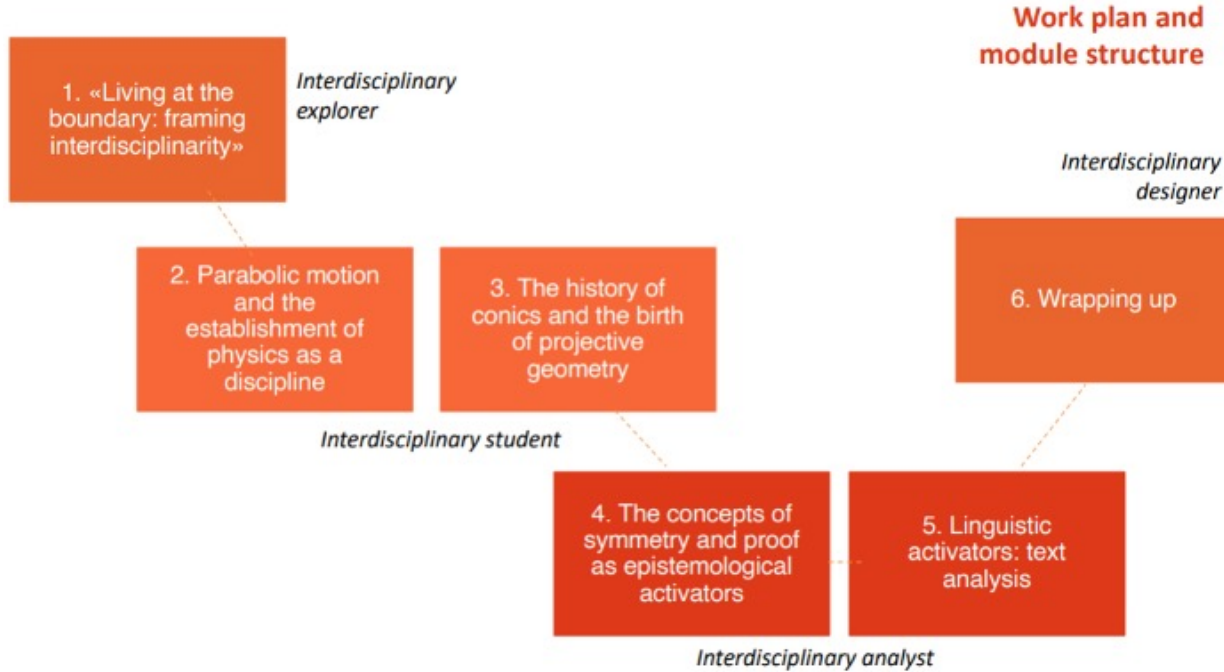 Work plan and
module structure
1. «Living at the
boundary: framing
interdisciplinarity»
Interdisciplinary
explorer
2. Parabolic motion
and the
establishment of
physics as a
discipline
3. The history of
conics and the birth
of projective
geometry
Interdisciplinary student
4. The concepts of
symmetry and proof
as epistemological
activators
5. Linguistic
activators: text
analysis
Interdisciplinary analyst
Interdisciplinary
designer
6. Wrapping up